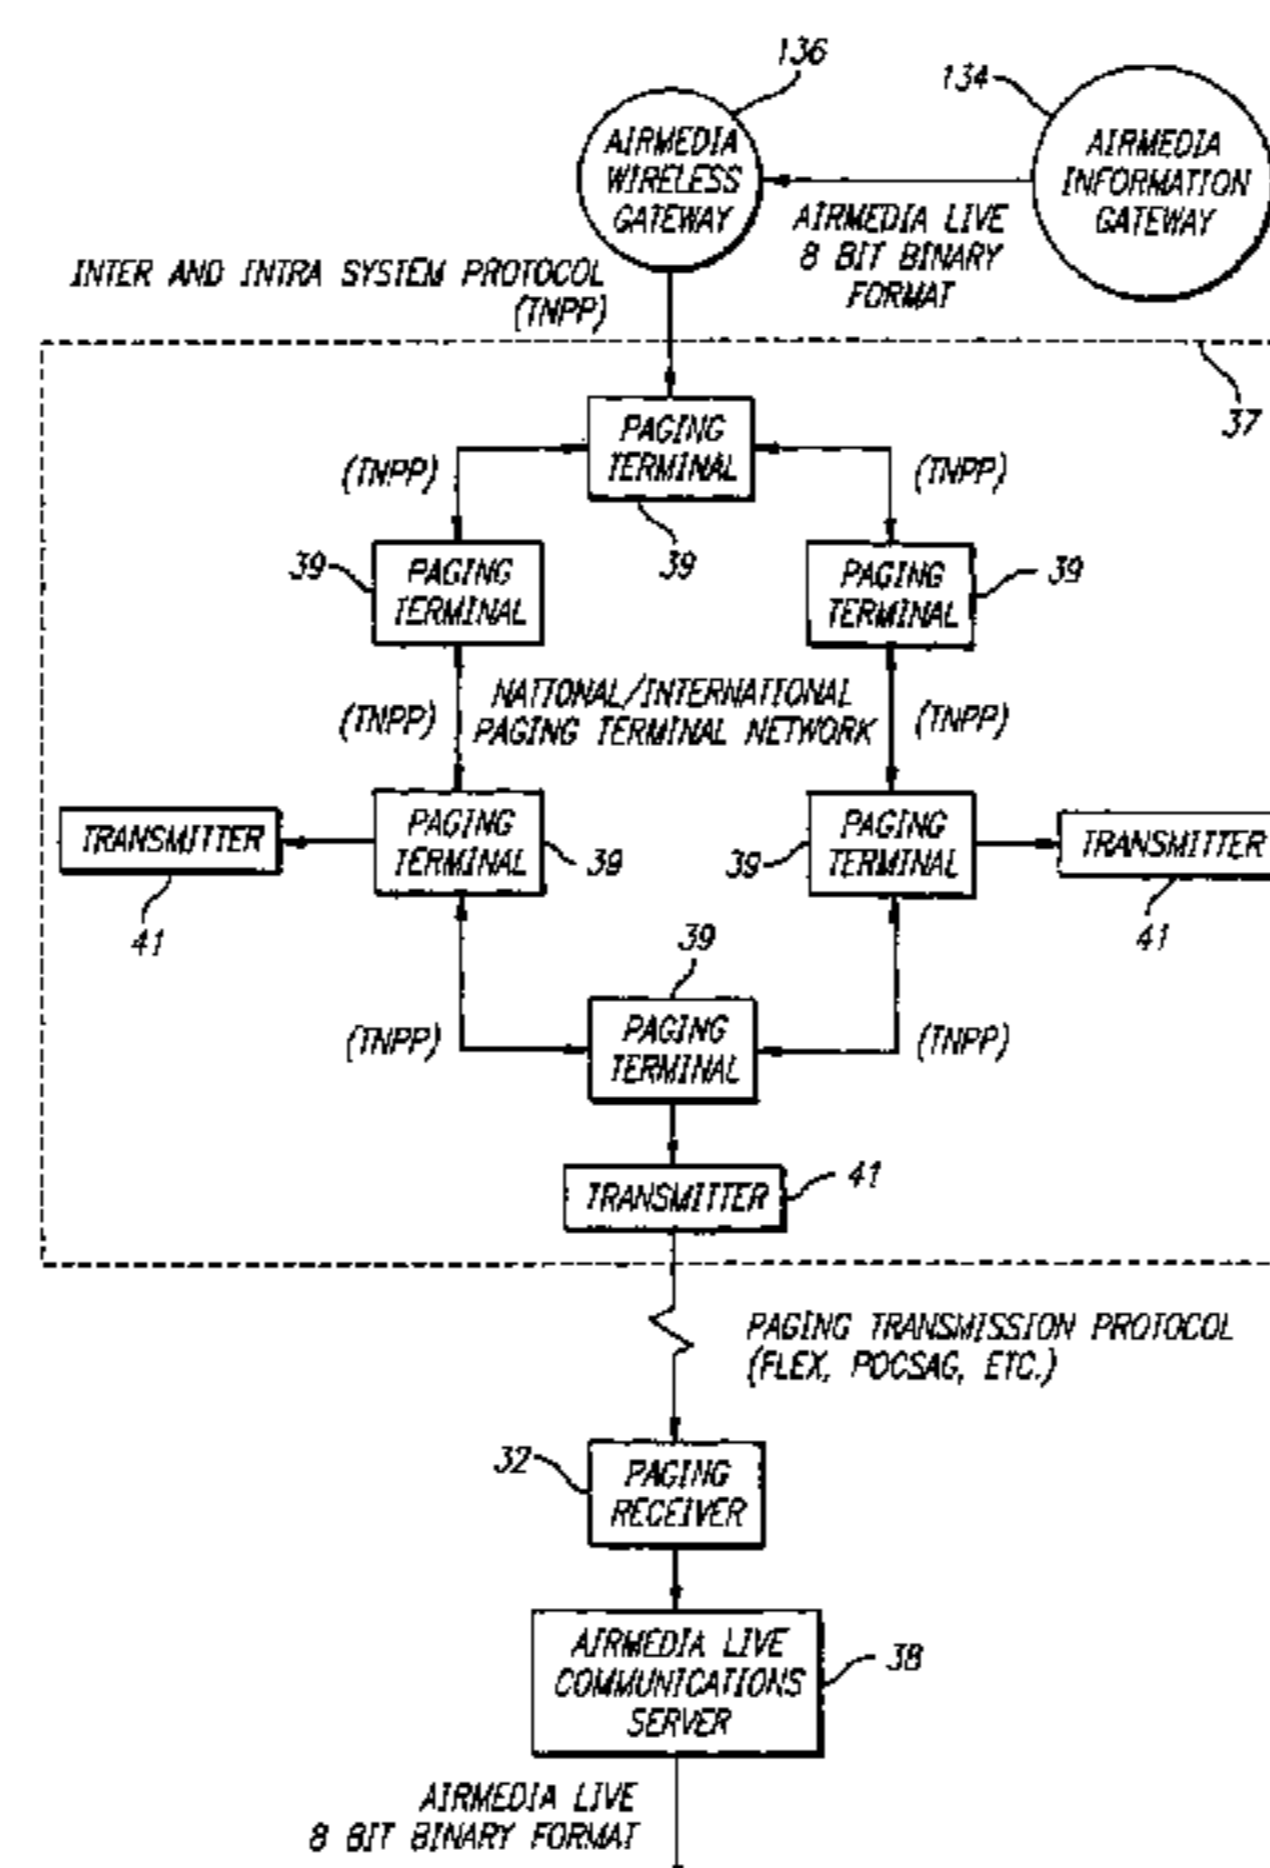 136
134
AIRMEDIA
WIRELESS
GATEWAY
AIRMEDIA
INFORMATION
GATEWAY
AIRMEDIA LIVE
8 BIT BINARY
FORMAT
INTER AND INTRA SYSTEM PROTOCOL
(TNPP)
37
PAGING
TERMINAL
(TNPP)
(TNPP)
39
39
PAGING
TERMINAL
PAGING
TERMINAL
39
NATIONAL/INTERNATIONAL
PAGING TERMINAL NETWORK
(TNPP)
(TNPP)
TRANSMITTER
41
PAGING
TERMINAL
39
39
PAGING
TERMINAL
TRANSMITTER
41
39
(TNPP)
PAGING
TERMINAL
(TNPP)
TRANSMITTER
41
PAGING TRANSMISSION PROTOCOL
(FLEX, POCSAG, ETC.)
32
PAGING
RECEIVER
AIRMEDIA LIVE
COMMUNICATIONS
SERVER
38
AIRMEDIA LIVE
8 BIT BINARY FORMAT